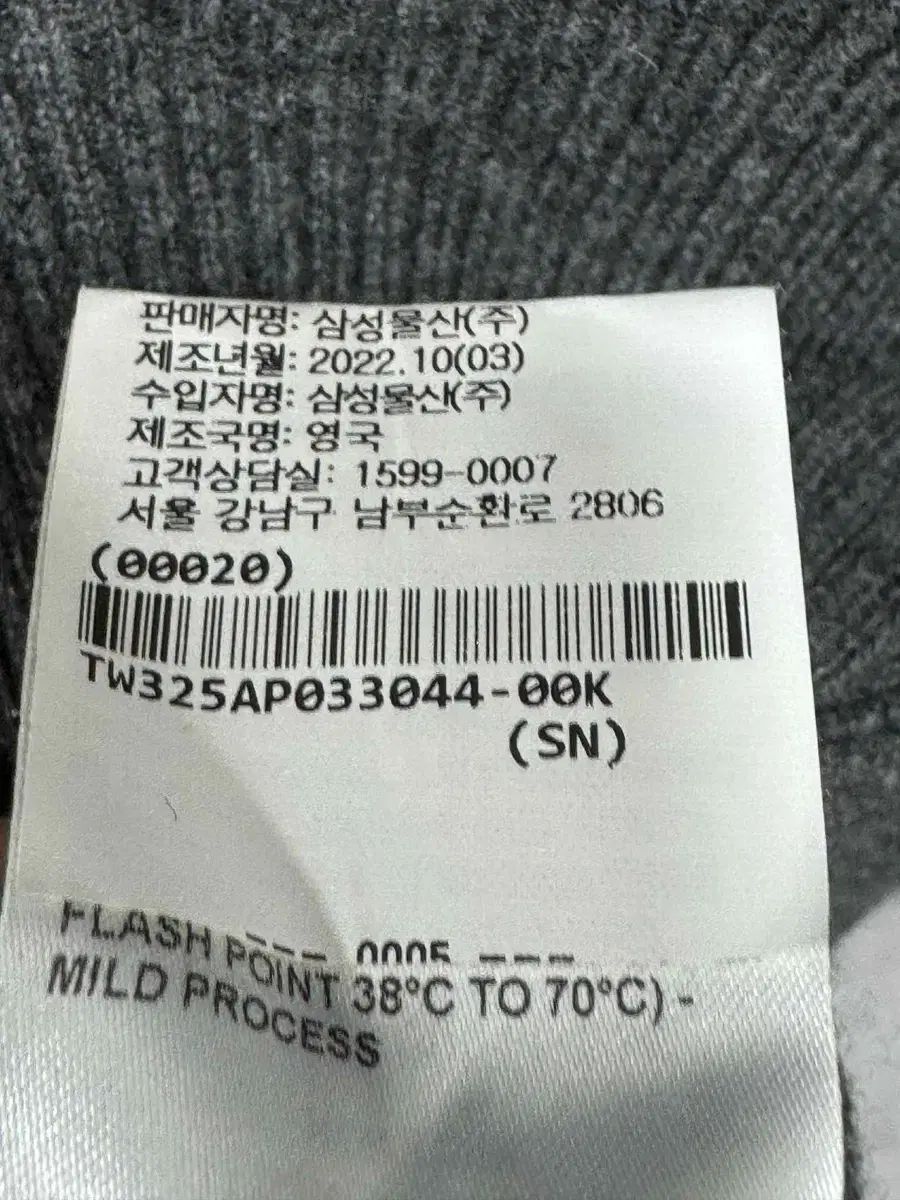 판매자명: 삼성물산(주)
제조년월: 2022.10(03)
수입자명: 삼성물산(주)
제조국명: 영국
고객상담실: 1599-0007
서울 강남구 남부순환로 2806
(00020)
TW325AP033044-00K
(SN)
--- 0005 ---
FLASH POINT 38°C TO 70°C) -
MILD PROCESS